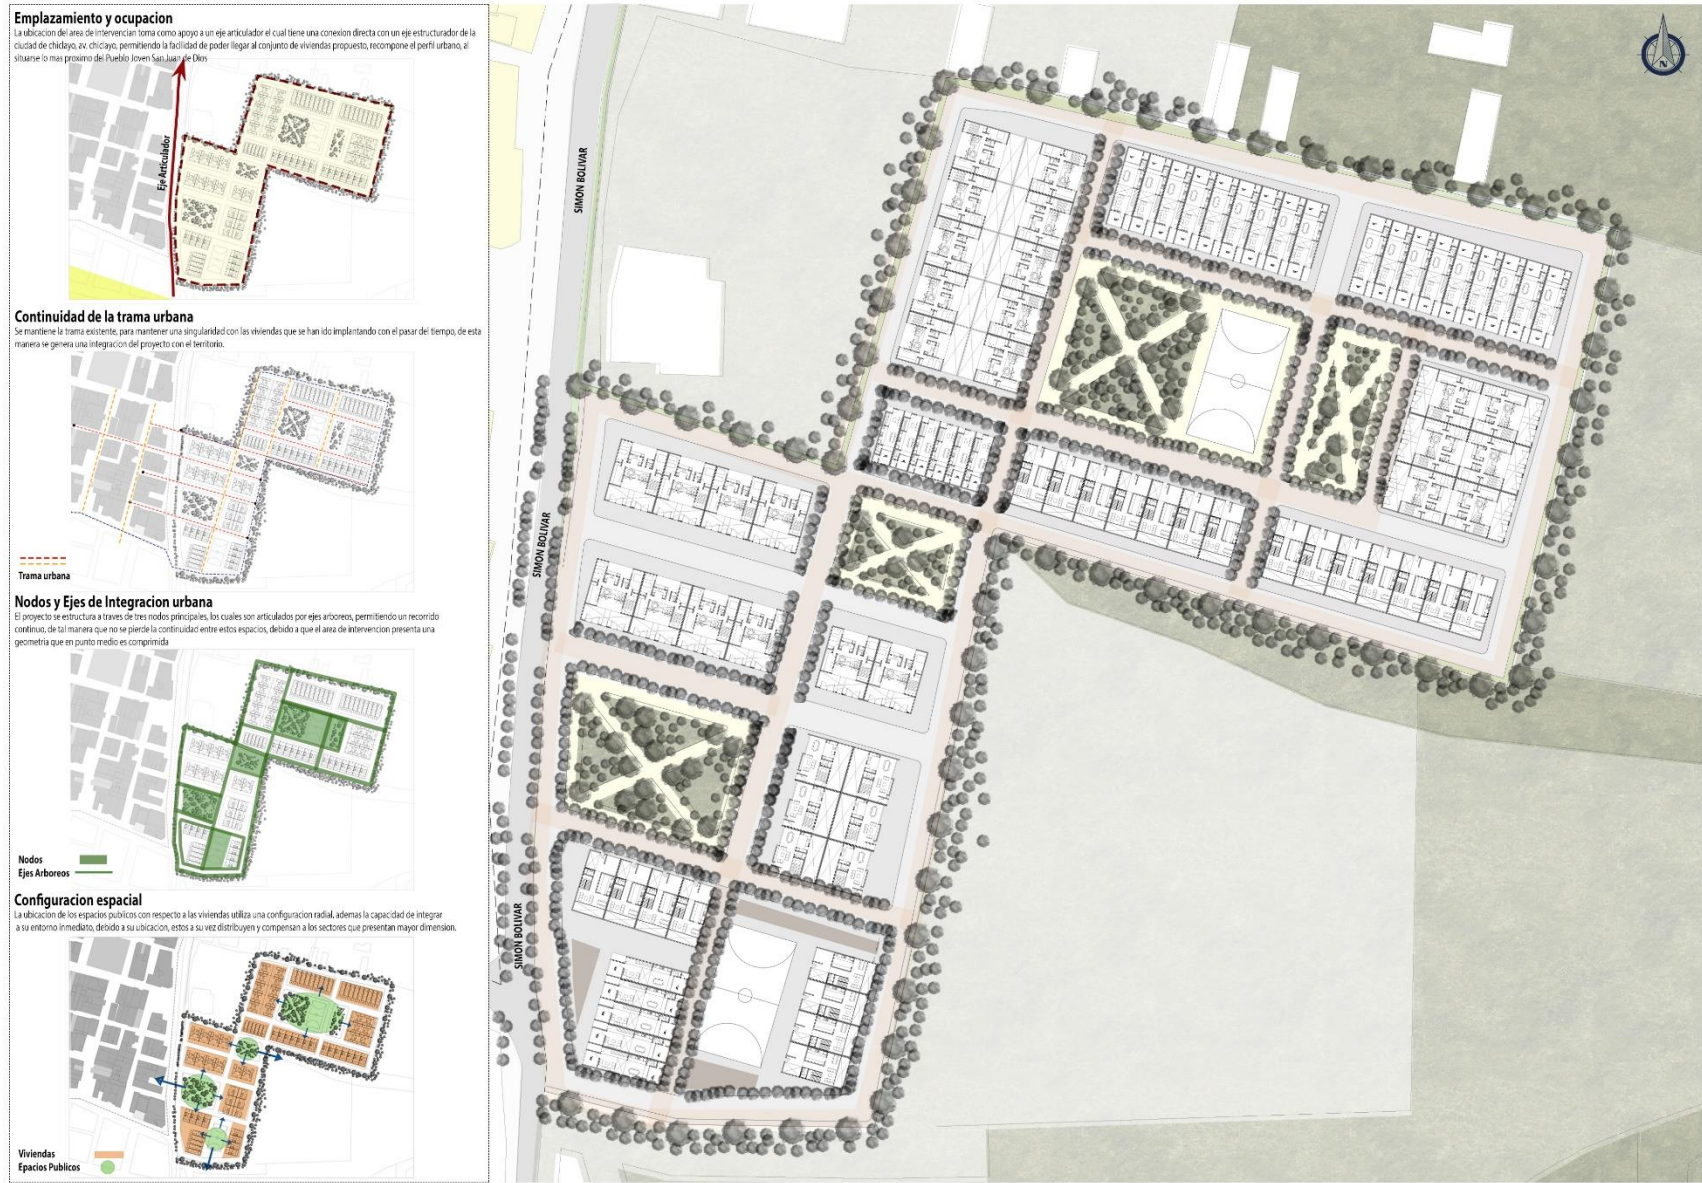 Emplazamiento y ocupacion
La ubicacion del area de intervencian toma como apoyo a un eje articulador el cual tiene una conexion directa con un eje estructurador de la
ciudad de chiclayo, av. chiclayo, permitiendo la facilidad de poder llegar al conjunto de viviendas propuesto, recompone el perfil urbano, al
situarse lo mas proximo del Pueblo Joven San Juan de Dios
Eje Articulador
Continuidad de la trama urbana
Se mantiene la trama existente, para mantener una singularidad con las viviendas que se han ido implantando con el pasar del tiempo, de esta
manera se genera una integracion del proyecto con el territorio.
Trama urbana
Nodos y Ejes de Integracion urbana
El proyecto se estructura a traves de tres nodos principales, los cuales son articulados por ejes arboreos, permitiendo un recorrido
continuo, de tal manera que no se pierde la continuidad entre estos espacios, debido a que el area de intervencion presenta una
geometria que en punto medio es comprimida
Nodos
Ejes Arboreos
Configuracion espacial
La ubicacion de los espacios publicos con respecto a las viviendas utiliza una configuracion radial, ademas la capacidad de integrar
a su entorno inmediato, debido a su ubicacion, estos a su vez distribuyen y compensan a los sectores que presentan mayor dimension.
Viviendas
Epacios Publicos
SIMON BOLIVAR
SIMON BOLIVAR
SIMON BOLIVAR
N